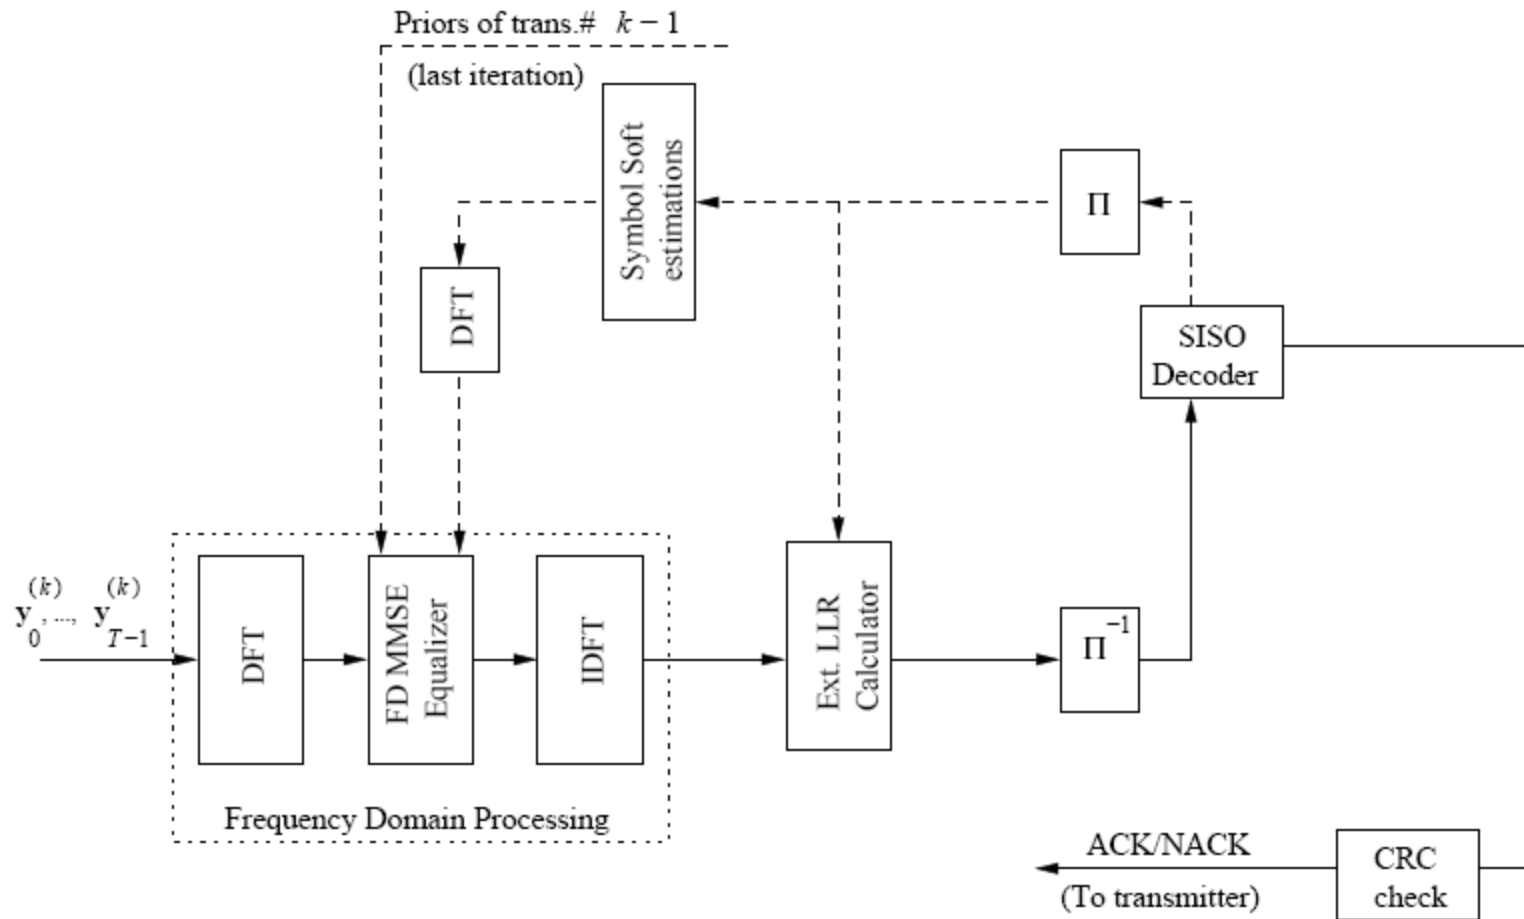 Priors of trans.# k − 1
(last iteration)
Symbol Soft
estimations
Π
DFT
SISO
Decoder
y₀⁽ᵏ⁾, ..., y_{T−1}⁽ᵏ⁾
DFT
FD MMSE
Equalizer
IDFT
Ext. LLR
Calculator
Π⁻¹
Frequency Domain Processing
ACK/NACK
(To transmitter)
CRC
check